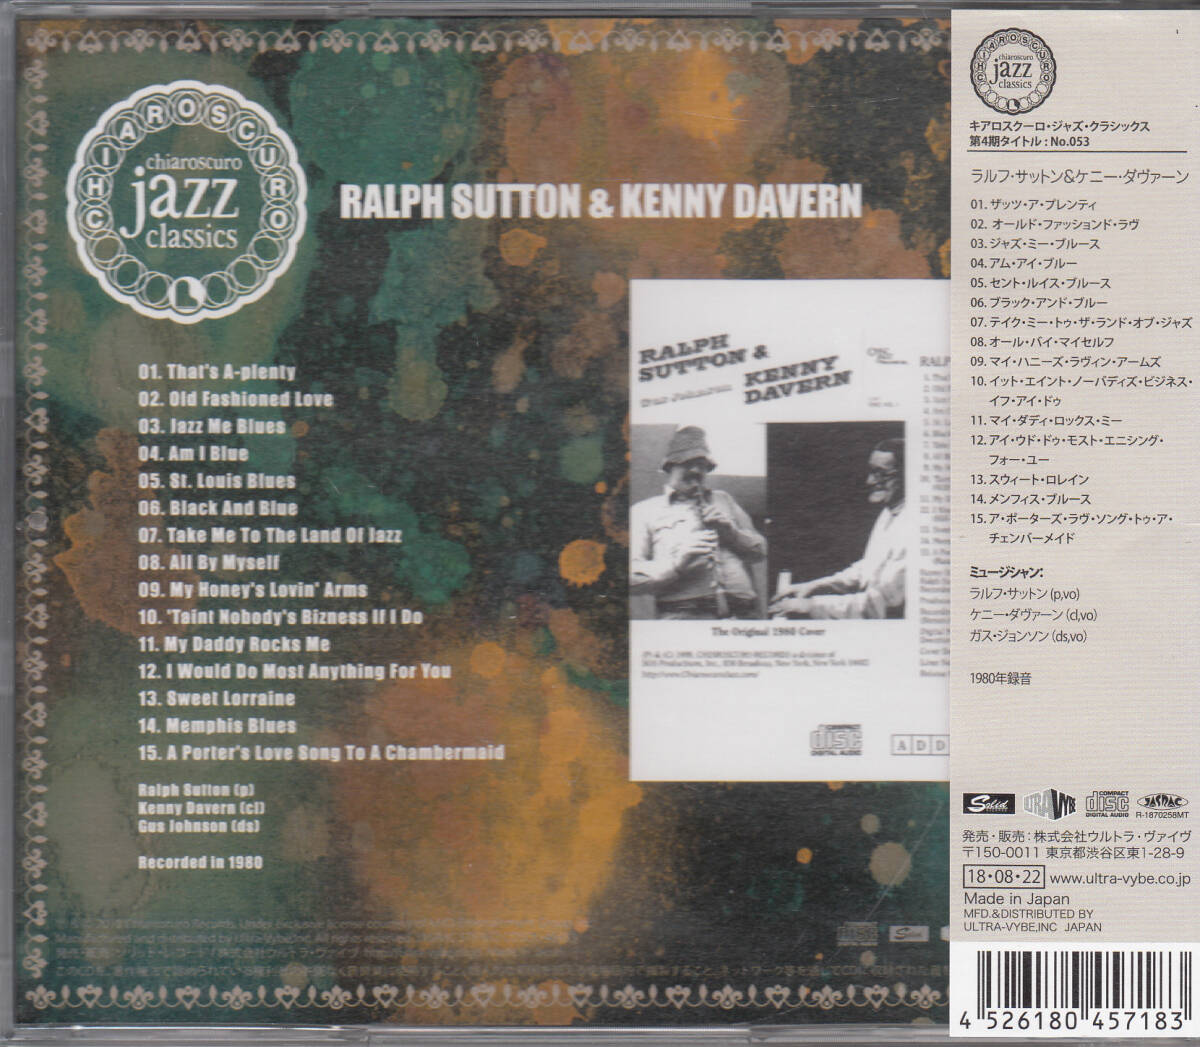 CHIAROSCURO
chiaroscuro
jazz
classics
RALPH SUTTON & KENNY DAVERN
01. That's A-plenty
02. Old Fashioned Love
03. Jazz Me Blues
04. Am I Blue
05. St. Louis Blues
06. Black And Blue
07. Take Me To The Land Of Jazz
08. All By Myself
09. My Honey's Lovin' Arms
10. 'Taint Nobody's Bizness If I Do
11. My Daddy Rocks Me
12. I Would Do Most Anything For You
13. Sweet Lorraine
14. Memphis Blues
15. A Porter's Love Song To A Chambermaid
Ralph Sutton (p)
Kenny Davern (cl)
Gus Johnson (ds)
Recorded in 1980
RALPH
SUTTON &
KENNY
DAVERN
The Original 1980 Cover
disc
DIGITAL AUDIO
A D D
CHIAROSCURO
chiaroscuro
jazz
classics
キアロスクーロ・ジャズ・クラシックス
第4期タイトル：No.053
ラルフ・サットン&ケニー・ダヴァーン
01. ザッツ・ア・プレンティ
02. オールド・ファッションド・ラヴ
03. ジャズ・ミー・ブルース
04. アム・アイ・ブルー
05. セント・ルイス・ブルース
06. ブラック・アンド・ブルー
07. テイク・ミー・トゥ・ザ・ランド・オブ・ジャズ
08. オール・バイ・マイセルフ
09. マイ・ハニーズ・ラヴィン・アームズ
10. イット・エイント・ノーバディズ・ビジネス・
イフ・アイ・ドゥ
11. マイ・ダディ・ロックス・ミー
12. アイ・ウド・ドゥ・モスト・エニシング・
フォー・ユー
13. スウィート・ロレイン
14. メンフィス・ブルース
15. ア・ポーターズ・ラヴ・ソング・トゥ・ア・
チェンバーメイド
ミュージシャン:
ラルフ・サットン (p,vo)
ケニー・ダヴァーン (cl,vo)
ガス・ジョンソン (ds,vo)
1980年録音
Solid
COMPACT
disc
DIGITAL AUDIO
JASRAC
R-1870258MT
発売・販売：株式会社ウルトラ・ヴァイヴ
〒150-0011 東京都渋谷区東1-28-9
18・08・22 www.ultra-vybe.co.jp
Made in Japan
MFD.&DISTRIBUTED BY
ULTRA-VYBE,INC JAPAN
4 526180 457183